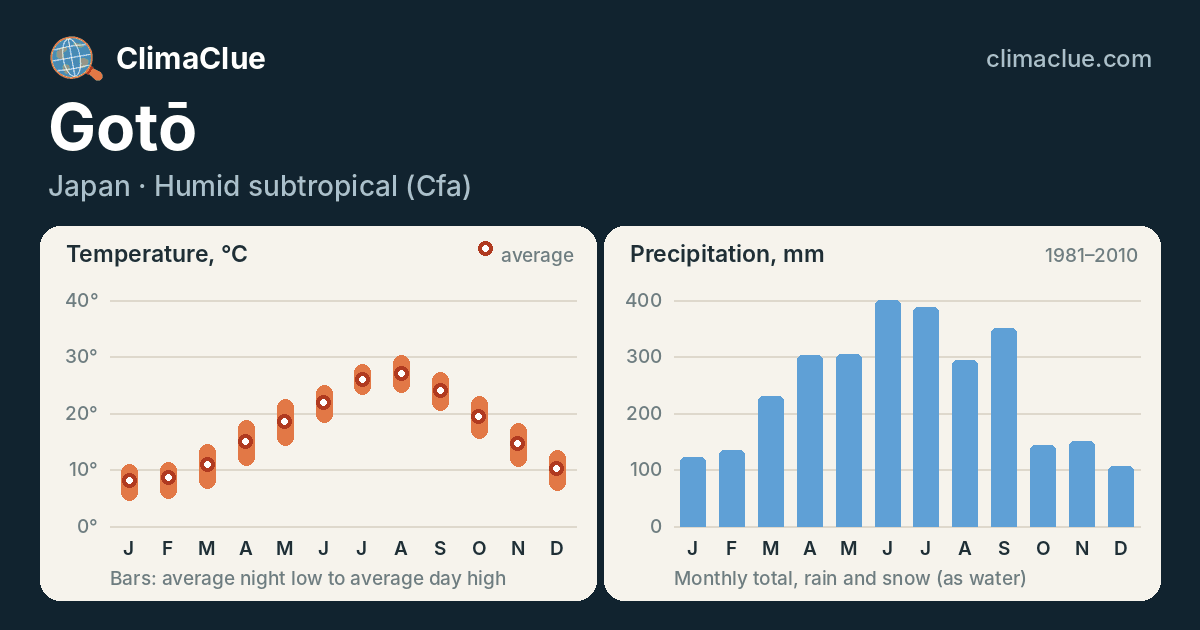 ClimaClue
climaclue.com
Gotō
Japan · Humid subtropical (Cfa)
Temperature, °C
average
40°
30°
20°
10°
0°
J F M A M J J A S O N D
Bars: average night low to average day high
Precipitation, mm
1981–2010
400
300
200
100
0
J F M A M J J A S O N D
Monthly total, rain and snow (as water)